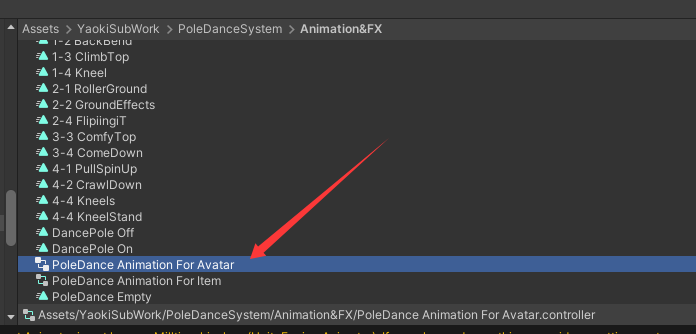 Assets > YaokiSubWork > PoleDanceSystem > Animation&FX
1-2 BackBend
1-3 ClimbTop
1-4 Kneel
2-1 RollerGround
2-2 GroundEffects
2-4 FlipiingiT
3-3 ComfyTop
3-4 ComeDown
4-1 PullSpinUp
4-2 CrawlDown
4-4 Kneels
4-4 KneelStand
DancePole Off
DancePole On
PoleDance Animation For Avatar
PoleDance Animation For Item
PoleDance Empty
Assets/YaokiSubWork/PoleDanceSystem/Animation&FX/PoleDance Animation For Avatar.controller